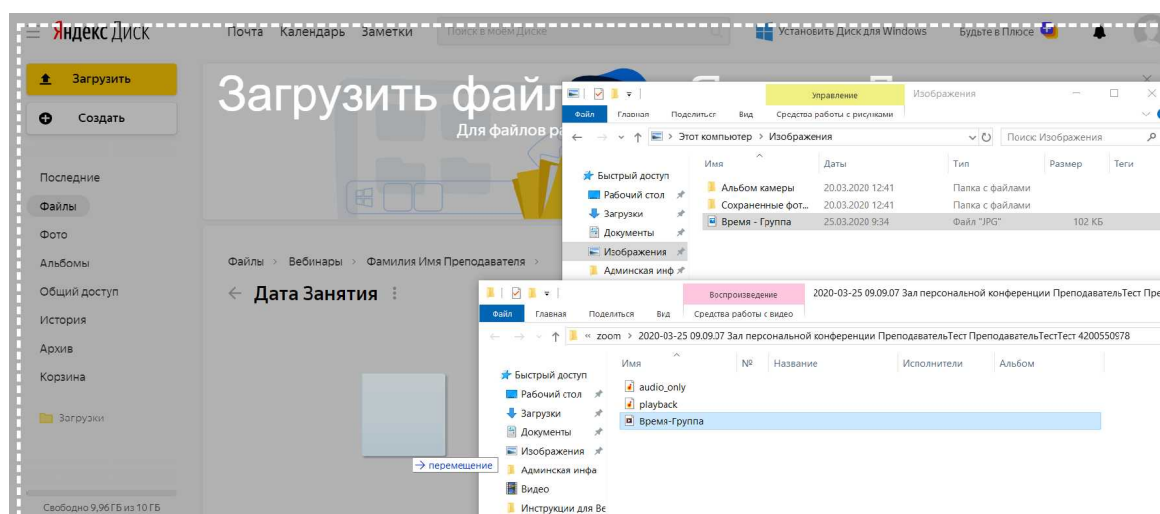 Яндекс Диск
Почта Календарь Заметки Поиск в моем Диске Установить Диск для Windows Будьте в Плюсе
Загрузить
Создать
Последние
Файлы
Фото
Альбомы
Общий доступ
История
Архив
Корзина
Загрузки
Свободно 9,96 ГБ из 10 ГБ
Загрузить файл
Для файлов
Файлы > Вебинары > Фамилия Имя Преподавателя >
← Дата Занятия
→ перемещение
Управление Изображения
Файл Главная Поделиться Вид Средства работы с рисунками
Этот компьютер > Изображения Поиск: Изображения
Имя Даты Тип Размер Теги
Быстрый доступ
Рабочий стол
Загрузки
Документы
Изображения
Админская инф
Альбом камеры 20.03.2020 12:41 Папка с файлами
Сохраненные фот... 20.03.2020 12:41 Папка с файлами
Время - Группа 25.03.2020 9:34 Файл "JPG" 102 КБ
Воспроизведение 2020-03-25 09.09.07 Зал персональной конференции ПреподавательТест Пре
Файл Главная Поделиться Вид Средства работы с видео
« zoom > 2020-03-25 09.09.07 Зал персональной конференции ПреподавательТест ПреподавательТестТест 4200550978
Имя № Название Исполнители Альбом
Быстрый доступ
Рабочий стол
Загрузки
Документы
Изображения
Админская инфа
Видео
Инструкции для Ве
audio_only
playback
Время-Группа